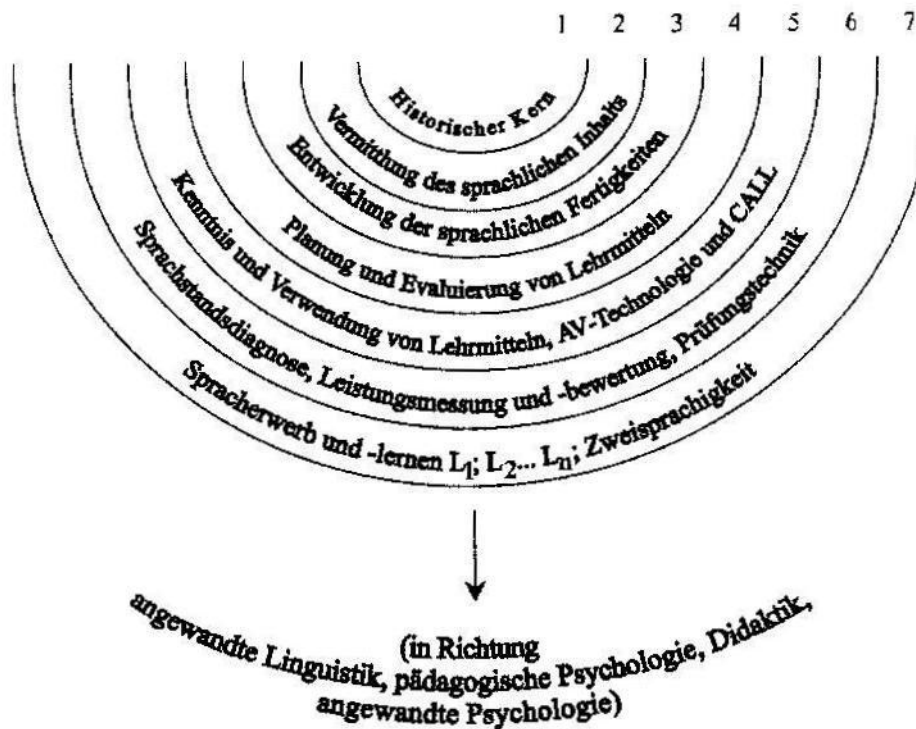 1 2 3 4 5 6 7
Historischer Kern
Vermittlung des sprachlichen Inhalts
Entwicklung der sprachlichen Fertigkeiten
Planung und Evaluierung von Lehrmitteln
Kenntnis und Verwendung von Lehrmitteln, AV-Technologie und CALL
Sprachstandsdiagnose, Leistungsmessung und -bewertung, Prüfungstechnik
Spracherwerb und -lernen L₁; L₂... Lₙ; Zweisprachigkeit
(in Richtung
angewandte Linguistik, pädagogische Psychologie, Didaktik,
angewandte Psychologie)